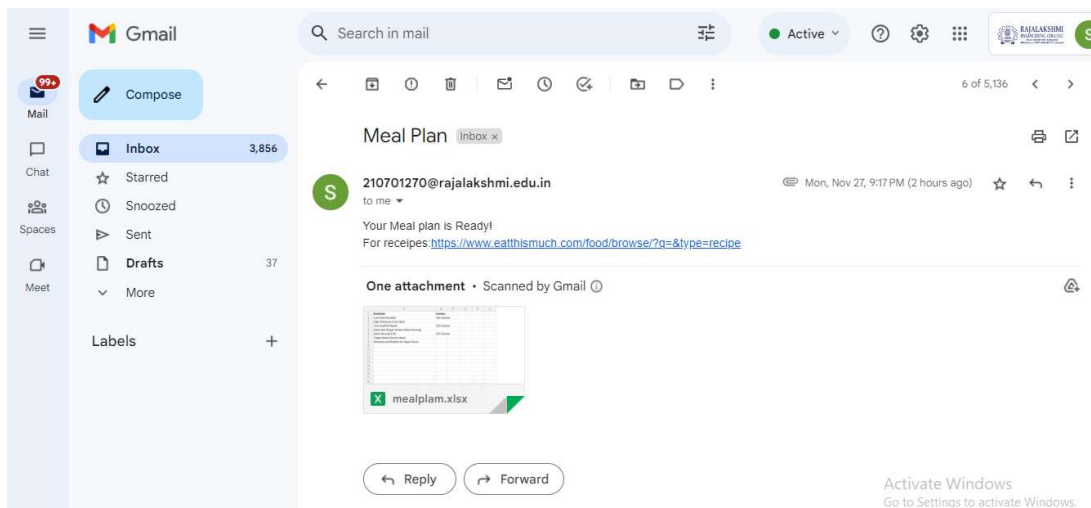 Gmail
Search in mail
Active
RAJALAKSHMI
S
99+
Mail
Compose
6 of 5,136
Meal Plan Inbox x
Inbox 3,856
Chat
Starred
210701270@rajalakshmi.edu.in
Mon, Nov 27, 9:17 PM (2 hours ago)
S
to me
Snoozed
Spaces
Your Meal plan is Ready!
Sent
For receipes:https://www.eatthismuch.com/food/browse/?q=&type=recipe
Drafts 37
Meet
More
One attachment • Scanned by Gmail
Labels
X mealplam.xlsx
Reply
Forward
Activate Windows
Go to Settings to activate Windows.